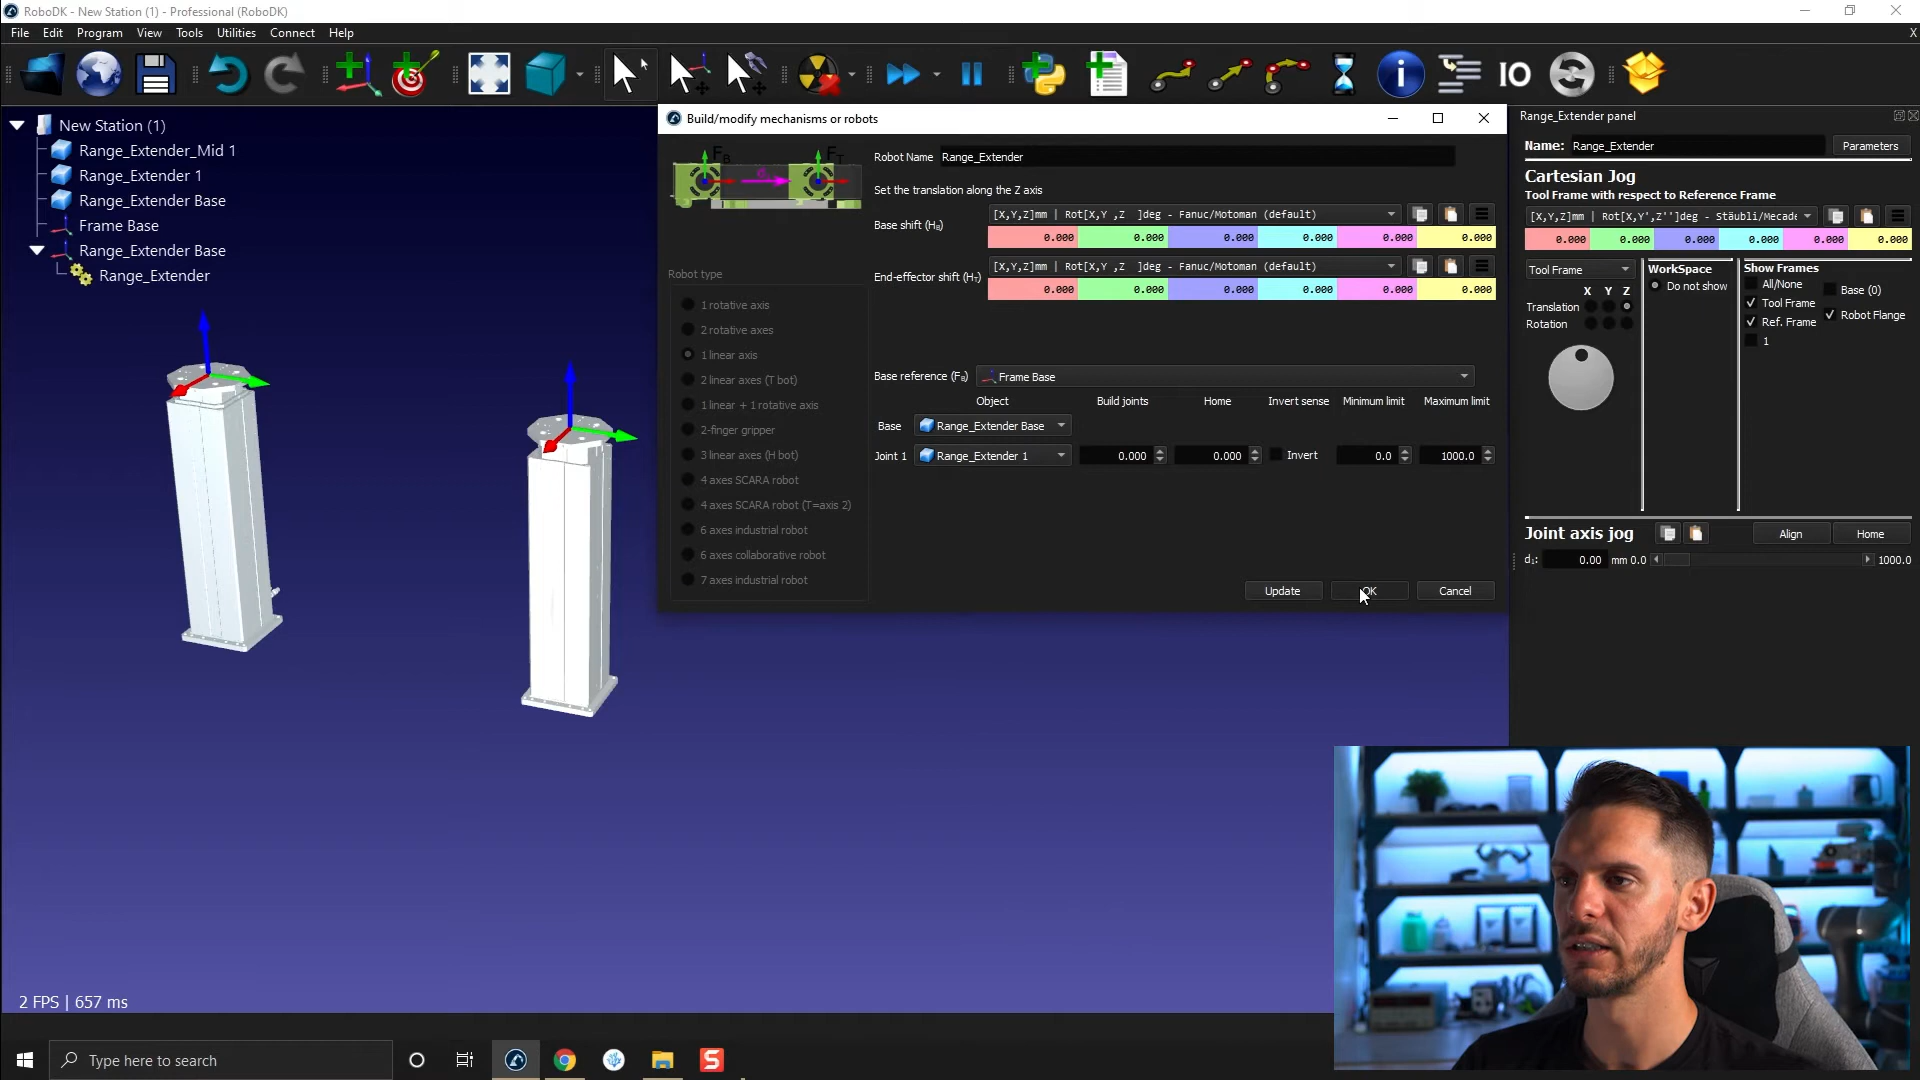 RoboDK - New Station (1) - Professional (RoboDK)
File Edit Program View Tools Utilities Connect Help
X
IO
New Station (1)
Range_Extender_Mid 1
Range_Extender 1
Range_Extender Base
Frame Base
Range_Extender Base
Range_Extender
2 FPS | 657 ms
Build/modify mechanisms or robots
Robot Name Range_Extender
Set the translation along the Z axis
Base shift (HB)
[X,Y,Z]mm | Rot[X,Y ,Z ]deg - Fanuc/Motoman (default)
0.000 0.000 0.000 0.000 0.000 0.000
End-effector shift (HT)
[X,Y,Z]mm | Rot[X,Y ,Z ]deg - Fanuc/Motoman (default)
0.000 0.000 0.000 0.000 0.000 0.000
Robot type
1 rotative axis
2 rotative axes
1 linear axis
2 linear axes (T bot)
1 linear + 1 rotative axis
2-finger gripper
3 linear axes (H bot)
4 axes SCARA robot
4 axes SCARA robot (T=axis 2)
6 axes industrial robot
6 axes collaborative robot
7 axes industrial robot
Base reference (FB) Frame Base
Object Build joints Home Invert sense Minimum limit Maximum limit
Base Range_Extender Base
Joint 1 Range_Extender 1 0.000 0.000 Invert 0.0 1000.0
Update OK Cancel
Range_Extender panel
Name: Range_Extender Parameters
Cartesian Jog
Tool Frame with respect to Reference Frame
[X,Y,Z]mm | Rot[X,Y',Z'']deg - Stäubli/Mecade
0.000 0.000 0.000 0.000 0.000 0.000
Tool Frame
X Y Z
Translation
Rotation
WorkSpace
Do not show
Show Frames
All/None Base (0)
Tool Frame
Robot Flange
Ref. Frame
1
Joint axis jog Align Home
d1: 0.00 mm 0.0 1000.0
Type here to search